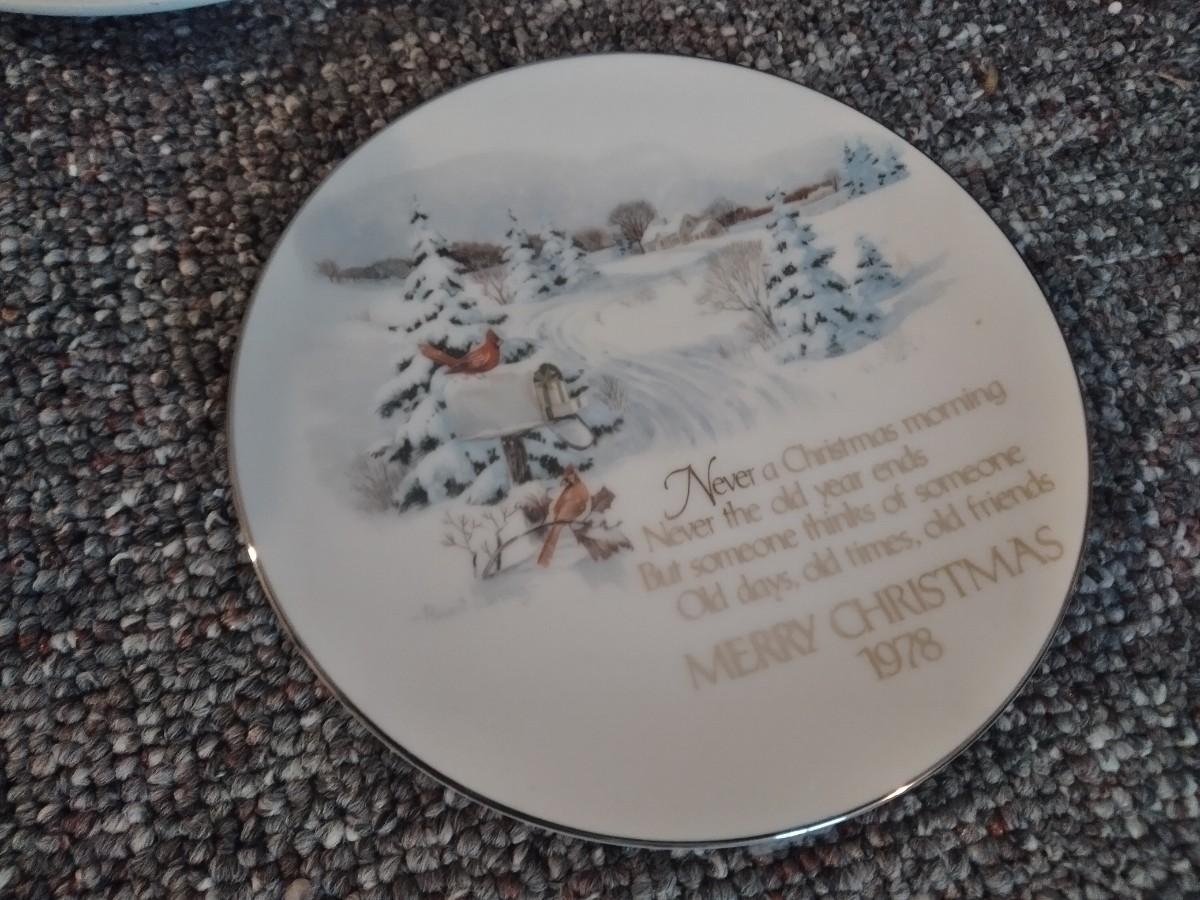 Never a Christmas morning
Never the old year ends
But someone thinks of someone
Old days, old times, old friends
MERRY CHRISTMAS
1978